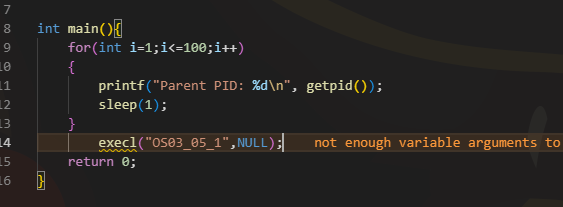 7
8 int main(){
9 for(int i=1;i<=100;i++)
10 {
11 printf("Parent PID: %d\n", getpid());
12 sleep(1);
13 }
14 execl("OS03_05_1",NULL); not enough variable arguments to
15 return 0;
16 }